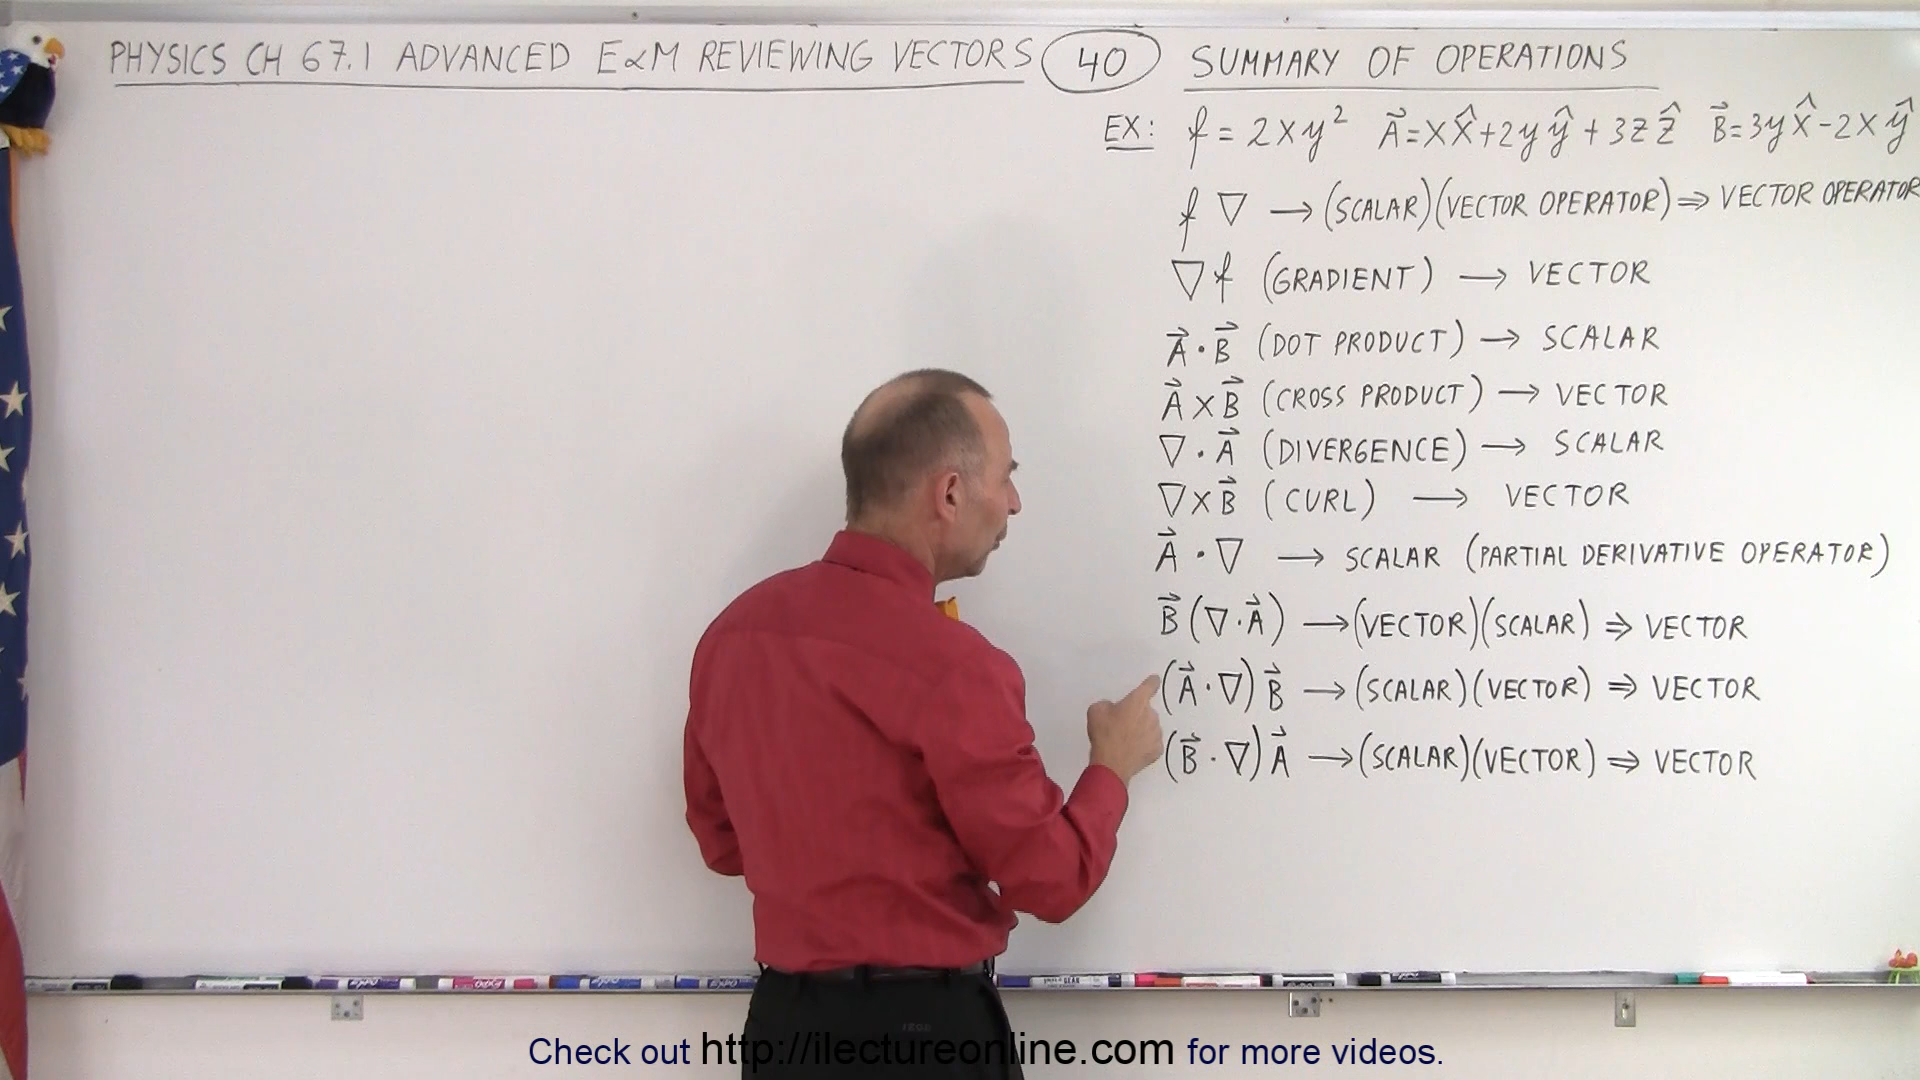 PHYSICS CH 67.1 ADVANCED E&M REVIEWING VECTORS 40 SUMMARY OF OPERATIONS
EX: f = 2xy² A⃗=xx̂+2yŷ+3zẑ B⃗=3yx̂-2xŷ
f ∇ → (SCALAR)(VECTOR OPERATOR) ⇒ VECTOR OPERATOR
∇f (GRADIENT) → VECTOR
A⃗·B⃗ (DOT PRODUCT) → SCALAR
A⃗×B⃗ (CROSS PRODUCT) → VECTOR
∇·A⃗ (DIVERGENCE) → SCALAR
∇×B⃗ (CURL) → VECTOR
A⃗·∇ → SCALAR (PARTIAL DERIVATIVE OPERATOR)
B⃗(∇·A⃗) → (VECTOR)(SCALAR) ⇒ VECTOR
(A⃗·∇)B⃗ → (SCALAR)(VECTOR) ⇒ VECTOR
(B⃗·∇)A⃗ → (SCALAR)(VECTOR) ⇒ VECTOR
Check out http://ilectureonline.com for more videos.